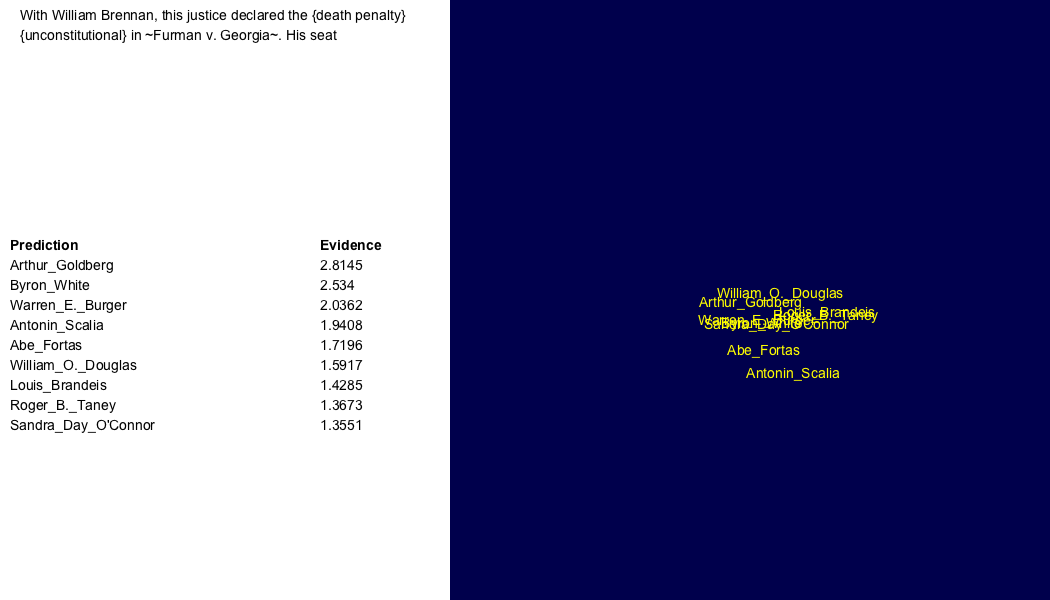 With William Brennan, this justice declared the {death penalty}
{unconstitutional} in ~Furman v. Georgia~. His seat
Prediction Evidence
Arthur_Goldberg 2.8145
Byron_White 2.534
Warren_E._Burger 2.0362
Antonin_Scalia 1.9408
Abe_Fortas 1.7196
William_O._Douglas 1.5917
Louis_Brandeis 1.4285
Roger_B._Taney 1.3673
Sandra_Day_O'Connor 1.3551
William_O._Douglas
Arthur_Goldberg
Louis_Brandeis
Roger_B._Taney
Warren_E._Burger
Sandra_Day_O'Connor
Abe_Fortas
Antonin_Scalia